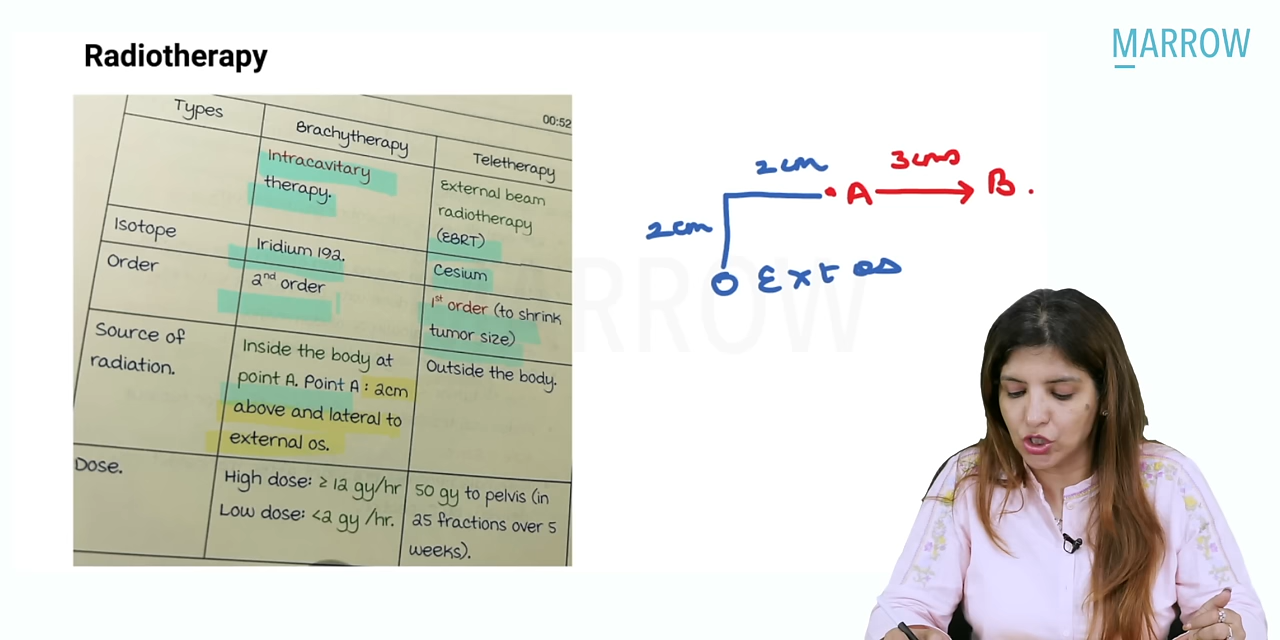 Radiotherapy
MARROW
00:52
Types
Brachytherapy
Teletherapy
Intracavitary
therapy.
External beam
radiotherapy
(EBRT)
Isotope
Iridium 192.
Cesium
Order
2nd order
1st order (to shrink
tumor size)
Source of
radiation.
Inside the body at
point A. Point A : 2cm
above and lateral to
external os.
Outside the body.
Dose.
High dose: ≥ 12 gy/hr
Low dose: <2 gy /hr.
50 gy to pelvis (in
25 fractions over 5
weeks).
2cm
3cms
A
B.
2cm
Ext os
MARROW